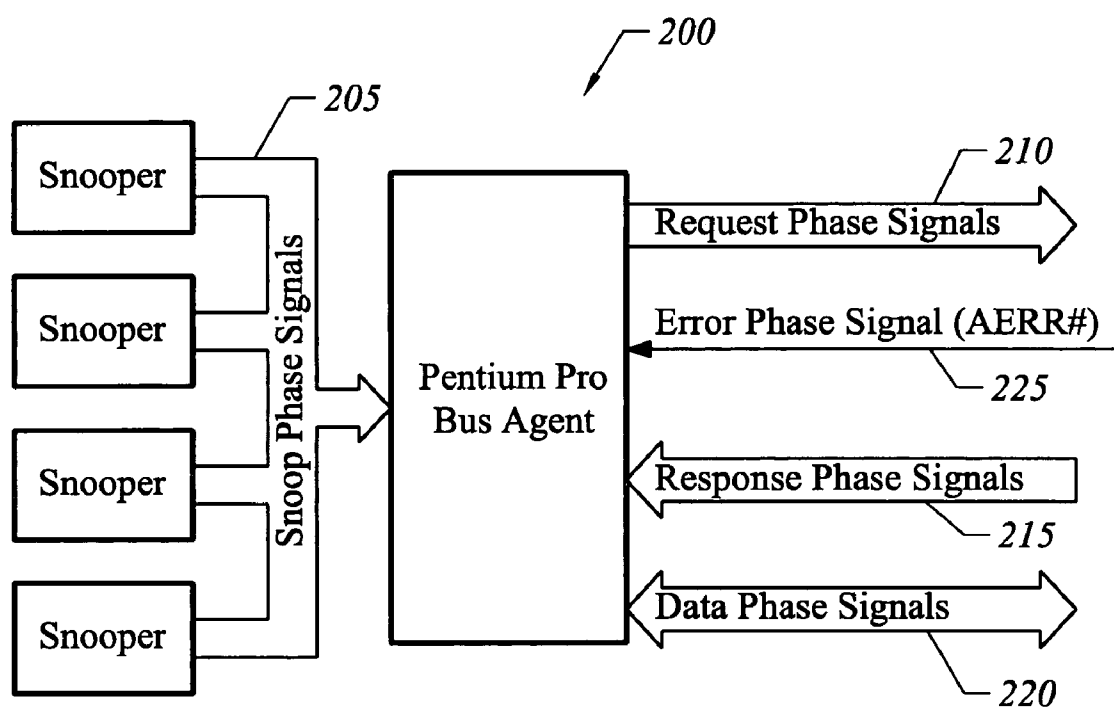 200
205
Snooper
Snooper
Snooper
Snooper
Snoop Phase Signals
Pentium Pro
Bus Agent
210
Request Phase Signals
Error Phase Signal (AERR#)
225
Response Phase Signals
215
Data Phase Signals
220